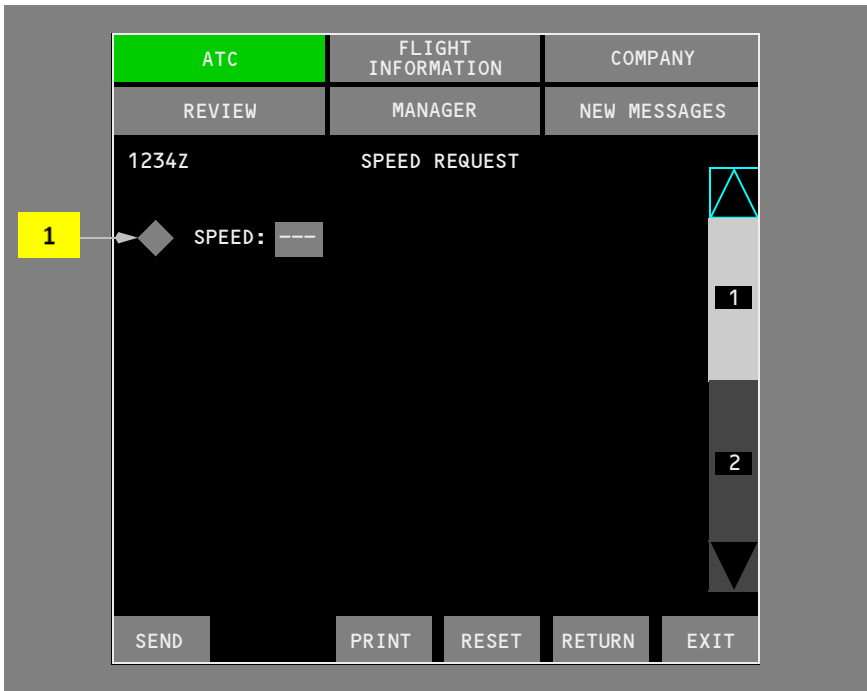 ATC
FLIGHT
INFORMATION
COMPANY
REVIEW
MANAGER
NEW MESSAGES
1234Z
SPEED REQUEST
1
SPEED: ---
1
2
SEND
PRINT
RESET
RETURN
EXIT